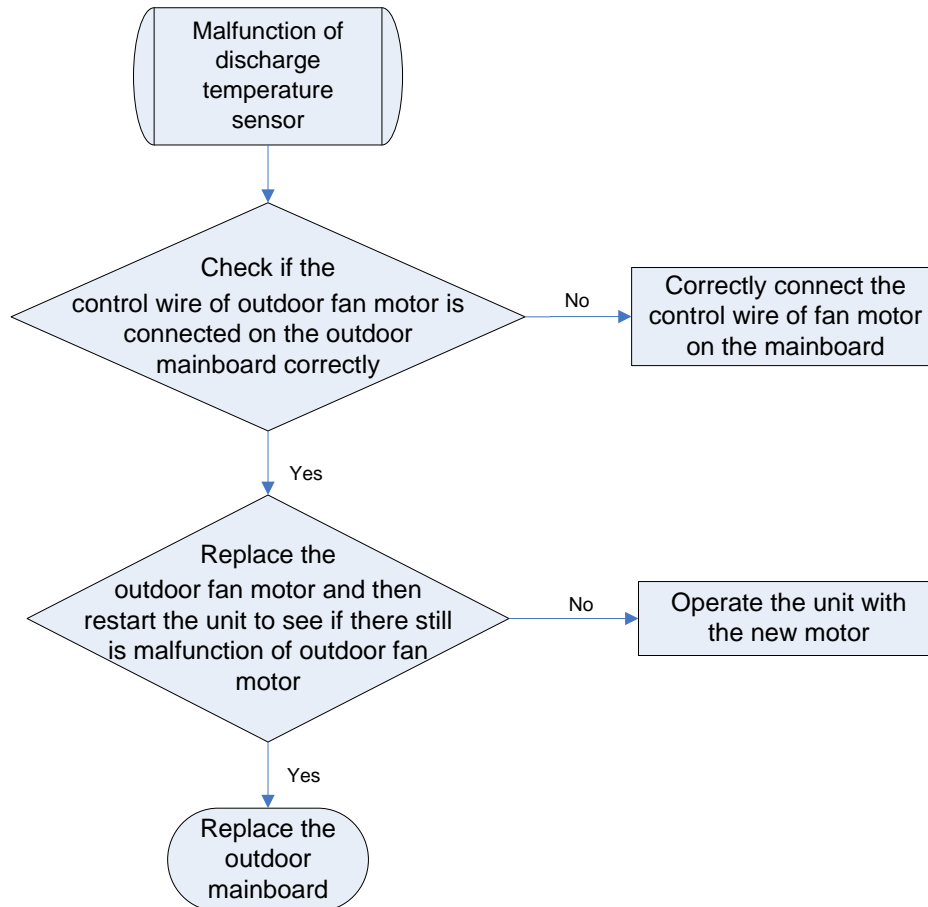 Malfunction of
discharge
temperature
sensor
Check if the
control wire of outdoor fan motor is
connected on the outdoor
mainboard correctly
No
Correctly connect the
control wire of fan motor
on the mainboard
Yes
Replace the
outdoor fan motor and then
restart the unit to see if there still
is malfunction of outdoor fan
motor
No
Operate the unit with
the new motor
Yes
Replace the
outdoor
mainboard